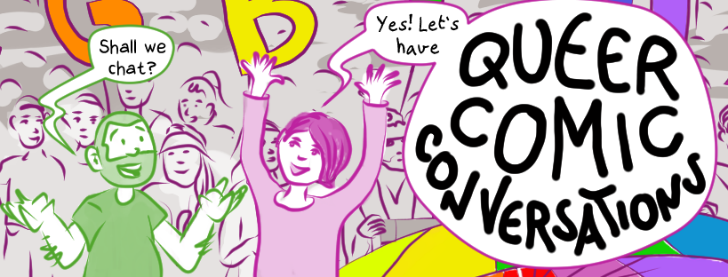 G B
Shall we
chat?
Yes! Let's
have
QUEER
COMIC
CONVERSATIONS